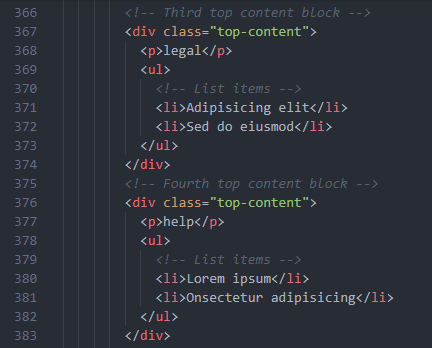 366 <!-- Third top content block -->
367 <div class="top-content">
368 <p>legal</p>
369 <ul>
370 <!-- List items -->
371 <li>Adipisicing elit</li>
372 <li>Sed do eiusmod</li>
373 </ul>
374 </div>
375 <!-- Fourth top content block -->
376 <div class="top-content">
377 <p>help</p>
378 <ul>
379 <!-- List items -->
380 <li>Lorem ipsum</li>
381 <li>Onsectetur adipisicing</li>
382 </ul>
383 </div>